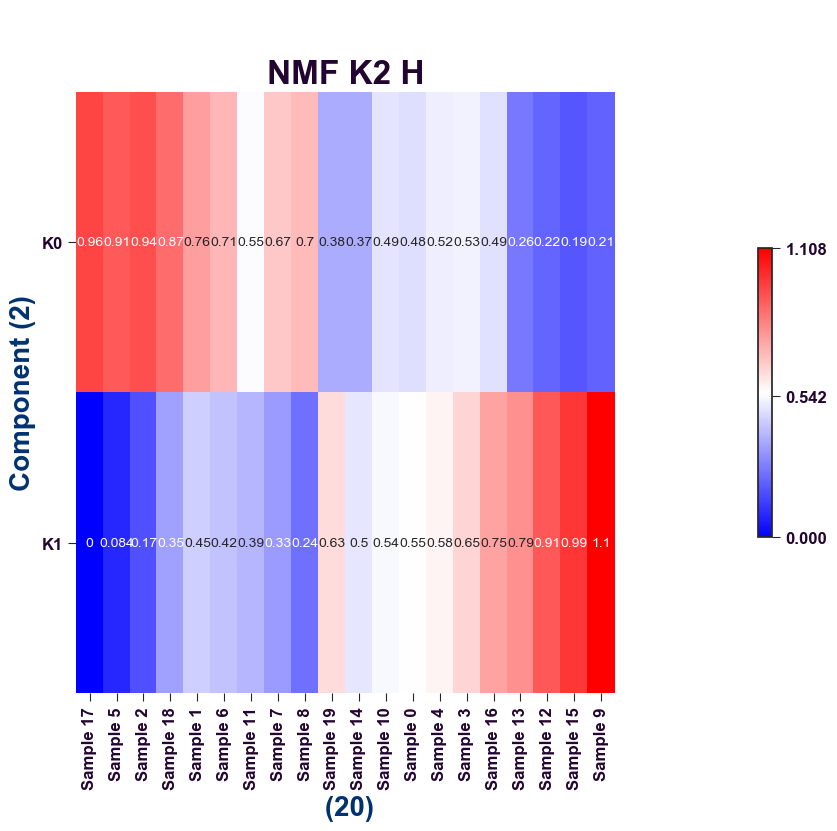 NMF K2 H
K0
0.96 0.91 0.94 0.87 0.76 0.71 0.55 0.67 0.7 0.38 0.37 0.49 0.48 0.52 0.53 0.49 0.26 0.22 0.19 0.21
K1
0 0.084 0.17 0.35 0.45 0.42 0.39 0.33 0.24 0.63 0.5 0.54 0.55 0.58 0.65 0.75 0.79 0.91 0.99 1.1
Component (2)
Sample 17
Sample 5
Sample 2
Sample 18
Sample 1
Sample 6
Sample 11
Sample 7
Sample 8
Sample 19
Sample 14
Sample 10
Sample 0
Sample 4
Sample 3
Sample 16
Sample 13
Sample 12
Sample 15
Sample 9
(20)
1.108
0.542
0.000